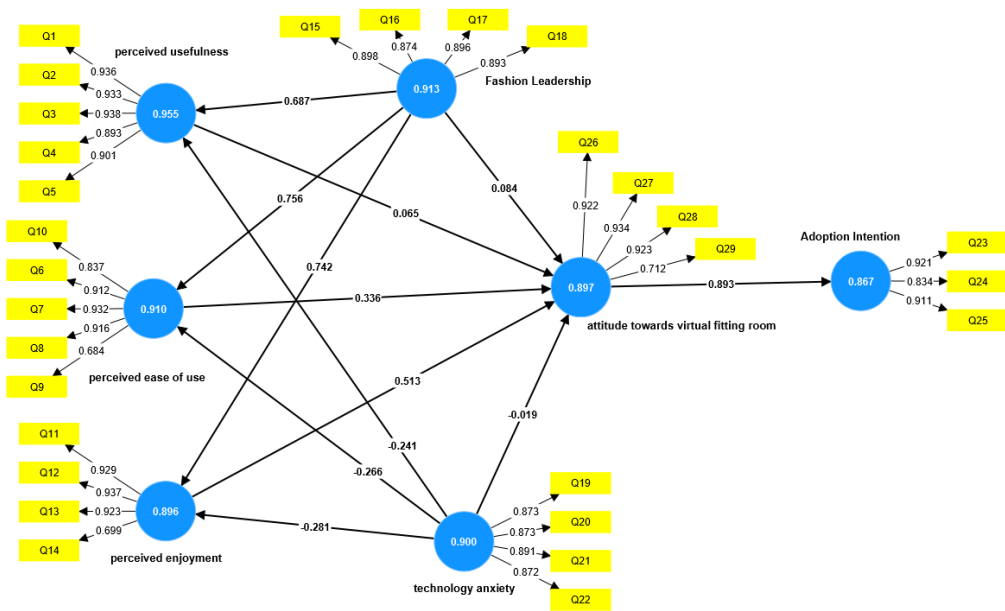 Q1
Q2
Q3
Q4
Q5
perceived usefulness
0.936
0.933
0.938
0.893
0.901
0.955
Q15
Q16
Q17
Q18
0.898
0.874
0.896
0.893
0.913
Fashion Leadership
0.687
0.756
0.742
0.084
0.065
Q10
Q6
Q7
Q8
Q9
0.837
0.912
0.932
0.916
0.684
0.910
perceived ease of use
0.336
0.513
Q26
Q27
Q28
Q29
0.922
0.934
0.923
0.712
0.897
attitude towards virtual fitting room
0.893
Adoption Intention
0.867
0.921
0.834
0.911
Q23
Q24
Q25
Q11
Q12
Q13
Q14
0.929
0.937
0.923
0.699
0.896
perceived enjoyment
-0.241
-0.266
-0.281
-0.019
0.900
technology anxiety
0.873
0.873
0.891
0.872
Q19
Q20
Q21
Q22